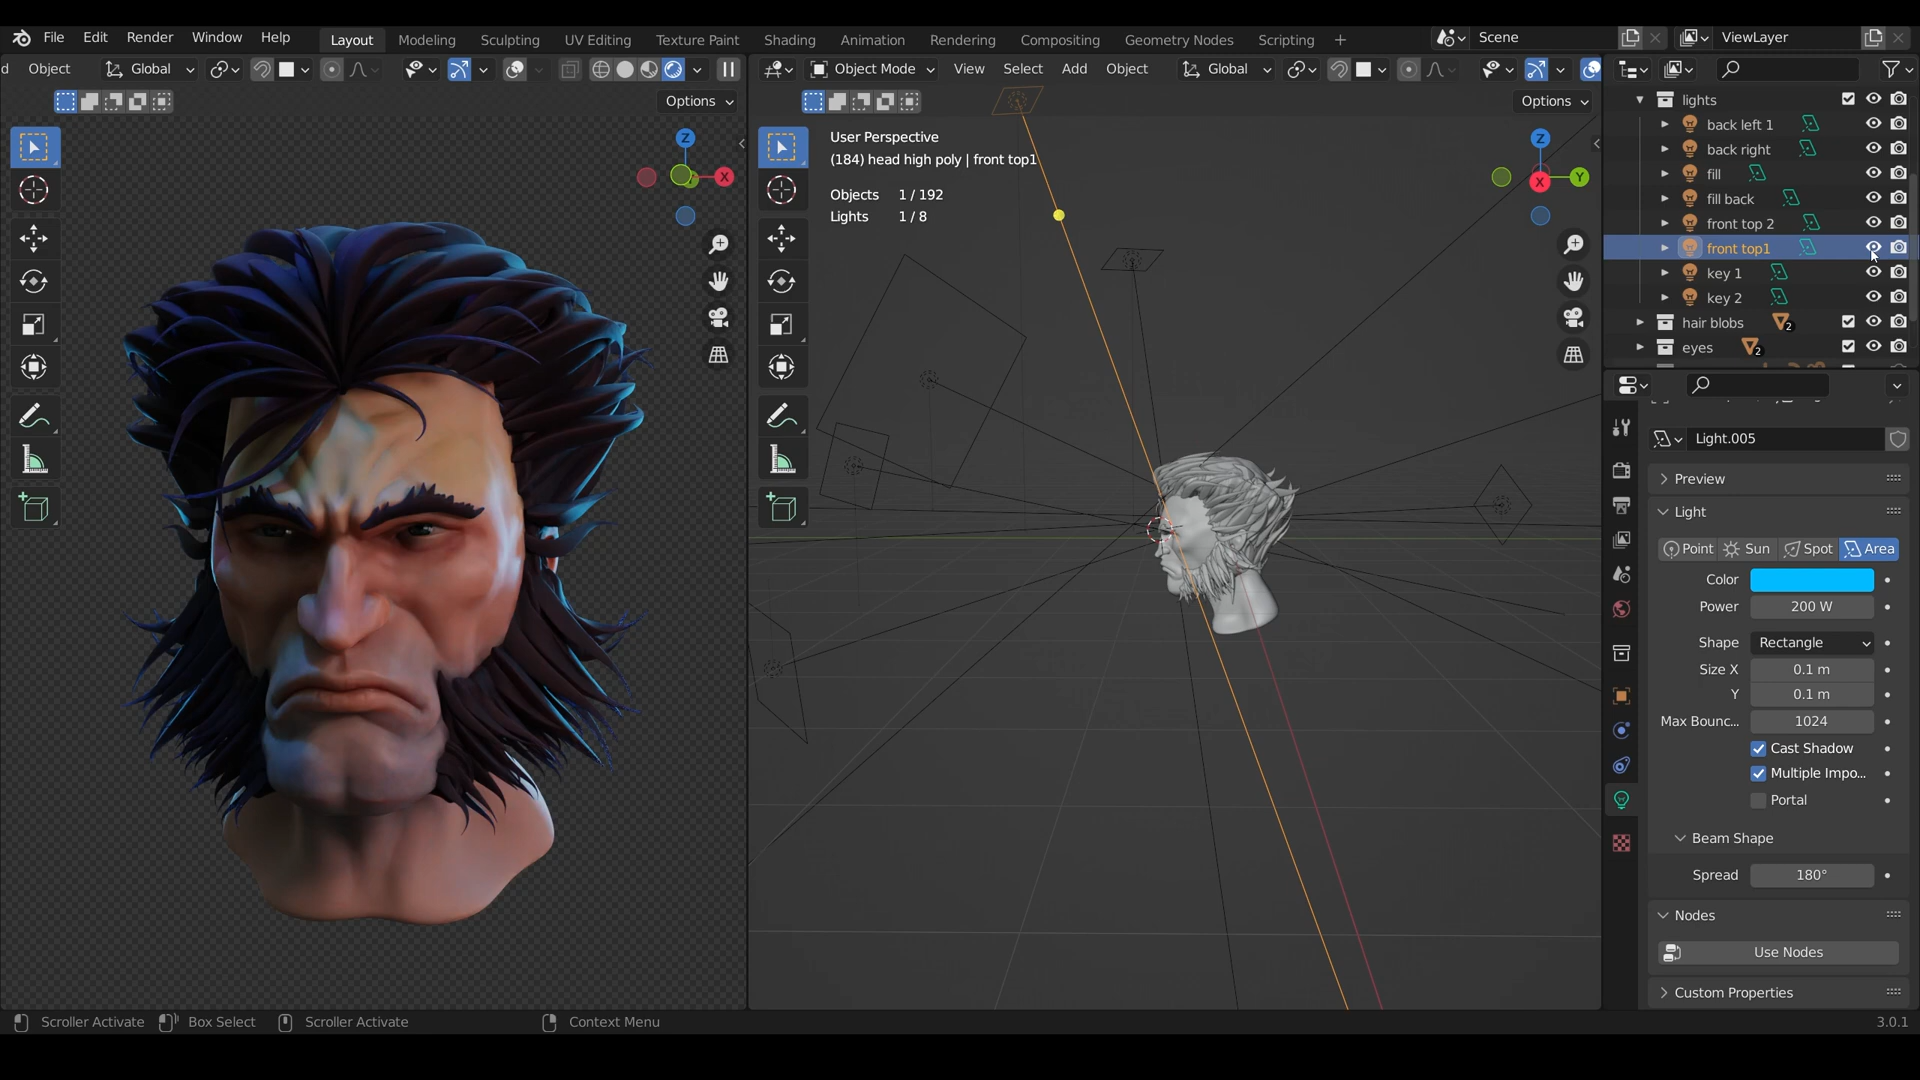 File Edit Render Window Help Layout Modeling Sculpting UV Editing Texture Paint Shading Animation Rendering Compositing Geometry Nodes Scripting + Scene ViewLayer
d Object Global Object Mode View Select Add Object Global
Options Options
Z
X
User Perspective
(184) head high poly | front top1
Objects 1 / 192
Lights 1 / 8
Z
X
Y
lights
back left 1
back right
fill
fill back
front top 2
front top1
key 1
key 2
hair blobs 2
eyes 2
Light.005
Preview
Light
Point Sun Spot Area
Color
Power 200 W
Shape Rectangle
Size X 0.1 m
Y 0.1 m
Max Bounc... 1024
Cast Shadow
Multiple Impo...
Portal
Beam Shape
Spread 180°
Nodes
Use Nodes
Custom Properties
Scroller Activate Box Select Scroller Activate Context Menu 3.0.1